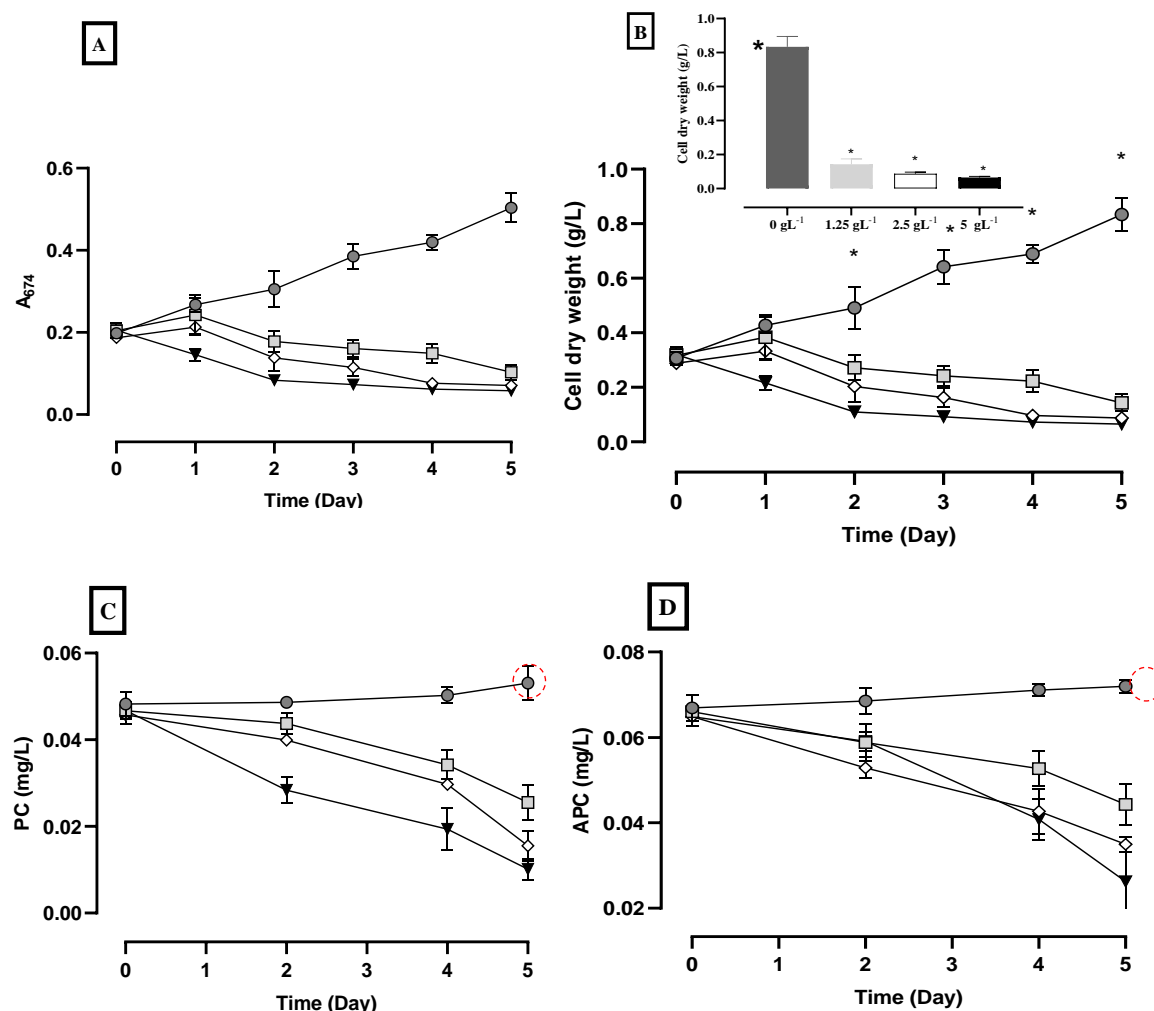 A
0.6
0.4
0.2
0.0
A674
0 1 2 3 4 5
Time (Day)
B
1.0
0.8
0.6
0.4
0.2
0.0
Cell dry weight (g/L)
*
*
*
*
0 gL-1 1.25 gL-1 2.5 gL-1 5 gL-1
1.0
0.8
0.6
0.4
0.2
0.0
Cell dry weight (g/L)
*
*
*
*
0 1 2 3 4 5
Time (Day)
C
0.06
0.04
0.02
0.00
PC (mg/L)
0 1 2 3 4 5
Time (Day)
D
0.08
0.06
0.04
0.02
APC (mg/L)
0 1 2 3 4 5
Time (Day)